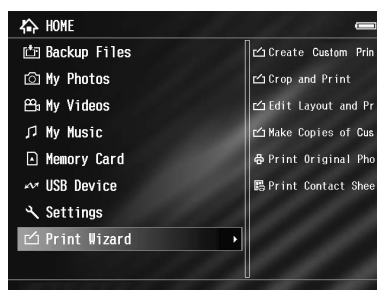 HOME
Backup Files
My Photos
My Videos
My Music
Memory Card
USB Device
Settings
Print Wizard
Create Custom Prin
Crop and Print
Edit Layout and Pr
Make Copies of Cus
Print Original Pho
Print Contact Shee